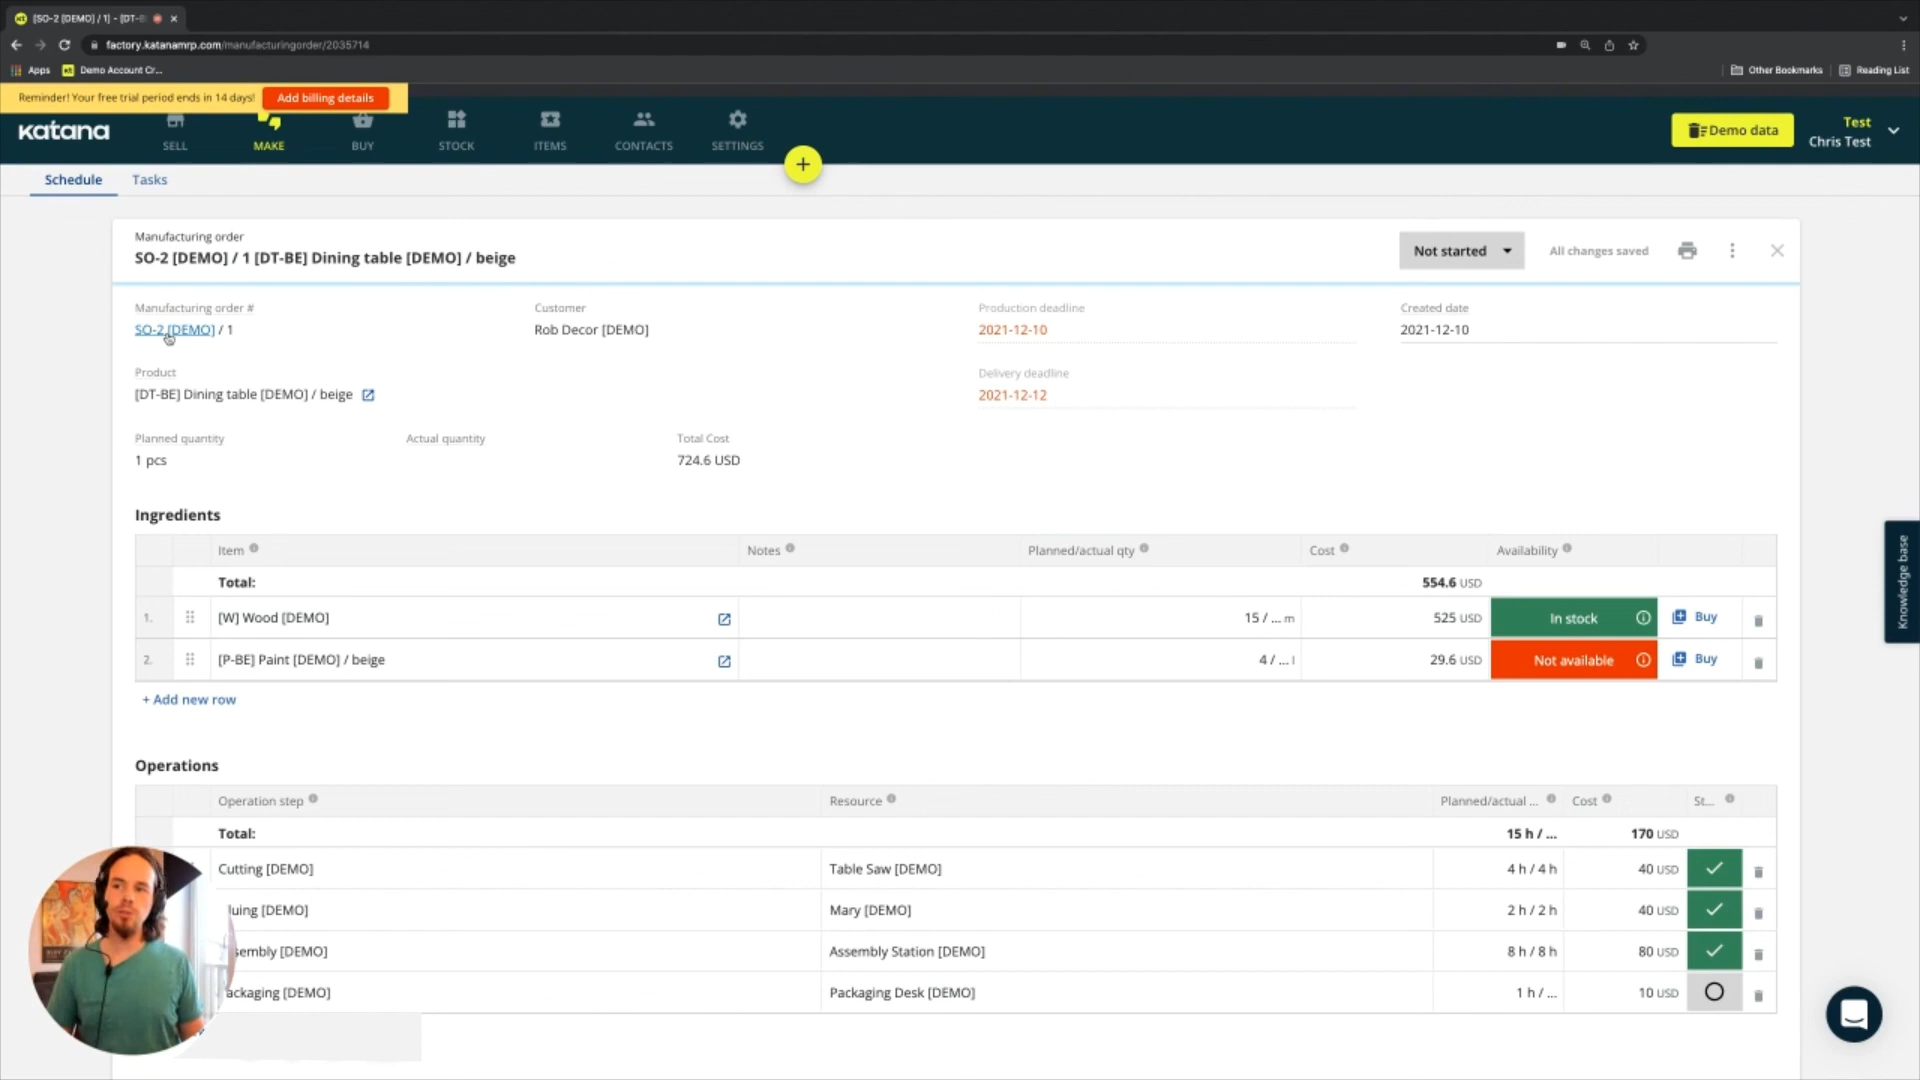 [SO-2 [DEMO] / 1] - [DT-B
factory.katanamrp.com/manufacturingorder/2035714
Apps Demo Account Cr... Other Bookmarks Reading List
Reminder! Your free trial period ends in 14 days! Add billing details
katana SELL MAKE BUY STOCK ITEMS CONTACTS SETTINGS + Demo data Test
Chris Test
Schedule Tasks
Manufacturing order
SO-2 [DEMO] / 1 [DT-BE] Dining table [DEMO] / beige Not started All changes saved
Manufacturing order # Customer Production deadline Created date
SO-2 [DEMO] / 1 Rob Decor [DEMO] 2021-12-10 2021-12-10
Product Delivery deadline
[DT-BE] Dining table [DEMO] / beige 2021-12-12
Planned quantity Actual quantity Total Cost
1 pcs 724.6 USD
Ingredients
Item Notes Planned/actual qty Cost Availability
Total: 554.6 USD
1. [W] Wood [DEMO] 15 / ... m 525 USD In stock Buy
2. [P-BE] Paint [DEMO] / beige 4 / ... l 29.6 USD Not available Buy
+ Add new row
Knowledge base
Operations
Operation step Resource Planned/actual ... Cost St...
Total: 15 h / ... 170 USD
Cutting [DEMO] Table Saw [DEMO] 4 h / 4 h 40 USD
luing [DEMO] Mary [DEMO] 2 h / 2 h 40 USD
sembly [DEMO] Assembly Station [DEMO] 8 h / 8 h 80 USD
ackaging [DEMO] Packaging Desk [DEMO] 1 h / ... 10 USD